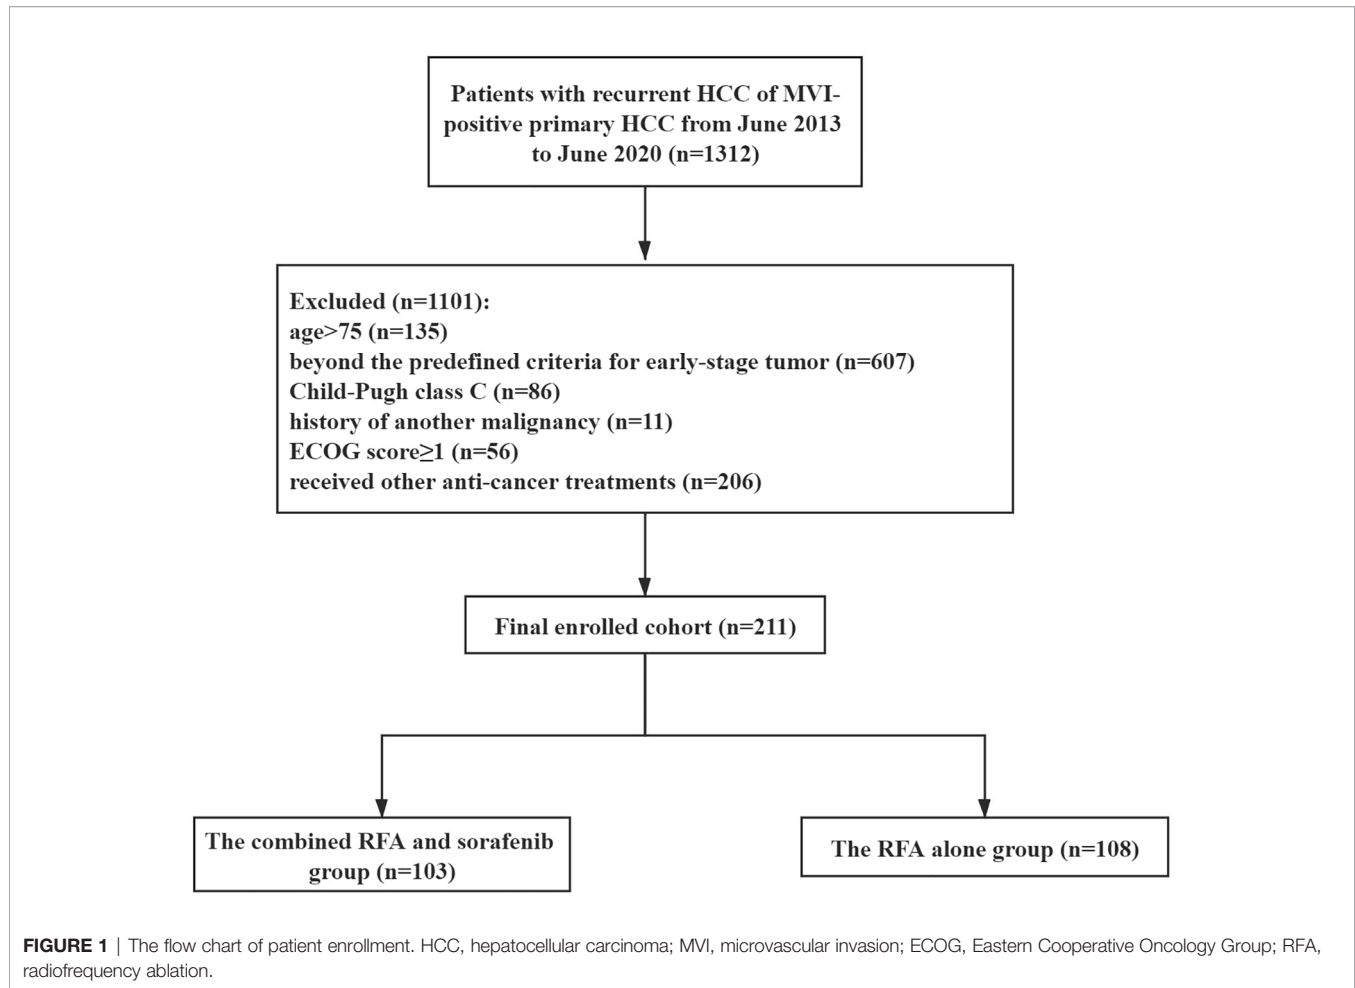 Patients with recurrent HCC of MVI-
positive primary HCC from June 2013
to June 2020 (n=1312)
Excluded (n=1101):
age>75 (n=135)
beyond the predefined criteria for early-stage tumor (n=607)
Child-Pugh class C (n=86)
history of another malignancy (n=11)
ECOG score≥1 (n=56)
received other anti-cancer treatments (n=206)
Final enrolled cohort (n=211)
The combined RFA and sorafenib
group (n=103)
The RFA alone group (n=108)
FIGURE 1 | The flow chart of patient enrollment. HCC, hepatocellular carcinoma; MVI, microvascular invasion; ECOG, Eastern Cooperative Oncology Group; RFA,
radiofrequency ablation.